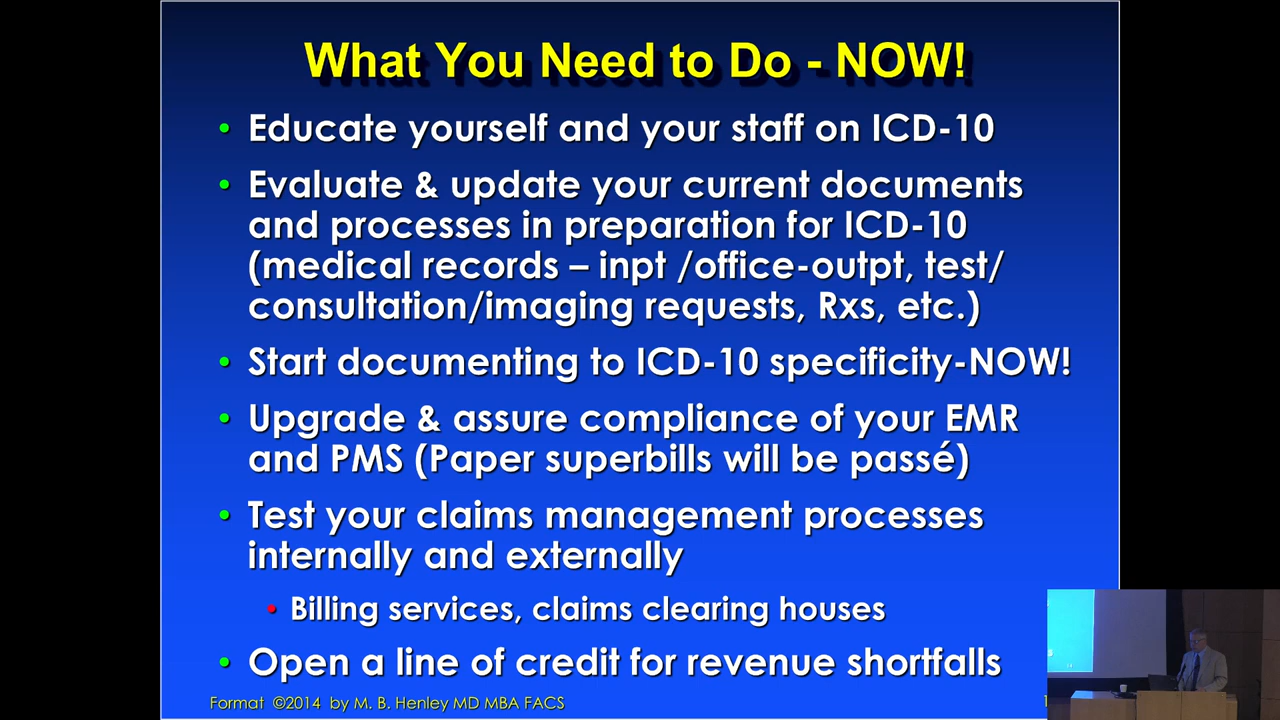 What You Need to Do - NOW!
• Educate yourself and your staff on ICD-10
• Evaluate & update your current documents
and processes in preparation for ICD-10
(medical records – inpt /office-outpt, test/
consultation/imaging requests, Rxs, etc.)
• Start documenting to ICD-10 specificity-NOW!
• Upgrade & assure compliance of your EMR
and PMS (Paper superbills will be passé)
• Test your claims management processes
internally and externally
• Billing services, claims clearing houses
• Open a line of credit for revenue shortfalls
Format ©2014 by M. B. Henley MD MBA FACS